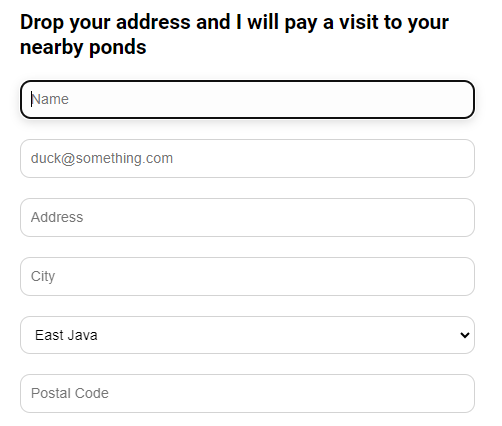 Drop your address and I will pay a visit to your
nearby ponds
Name
duck@something.com
Address
City
East Java
Postal Code